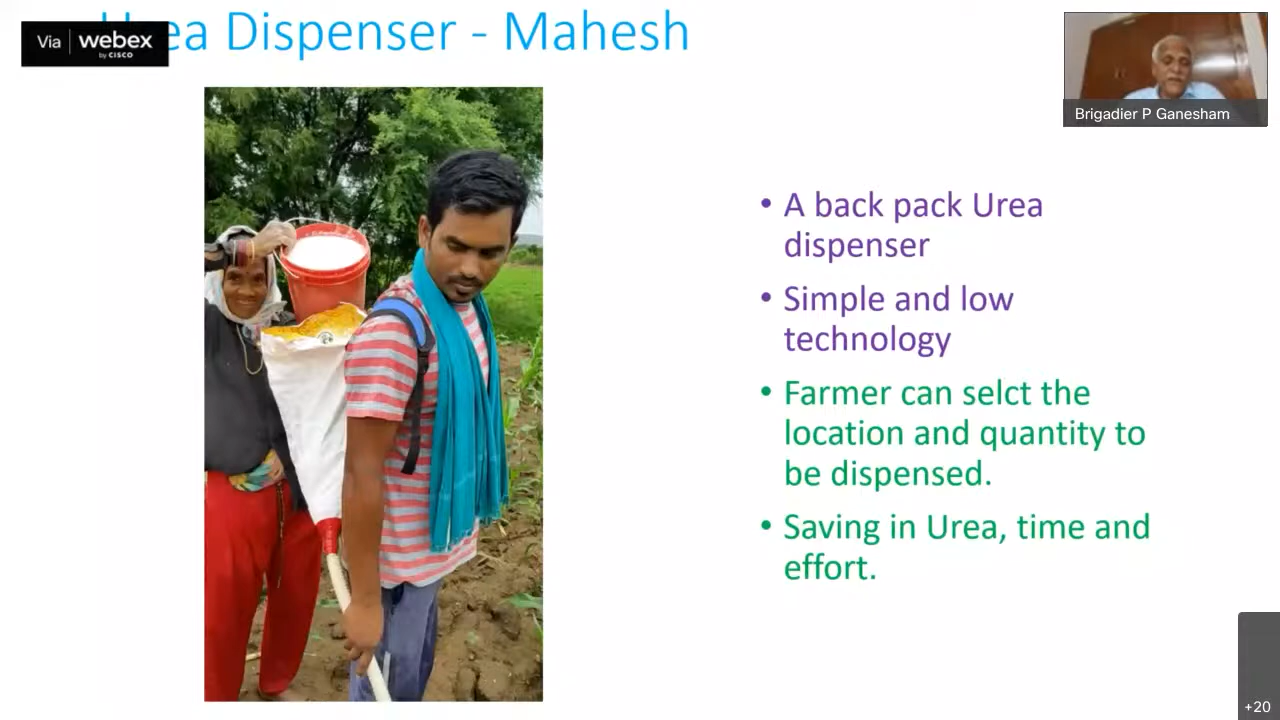 Dispenser - Mahesh
Via webex
by CISCO
Brigadier P Ganesham
• A back pack Urea
dispenser
• Simple and low
technology
• Farmer can selct the
location and quantity to
be dispensed.
• Saving in Urea, time and
effort.
+20